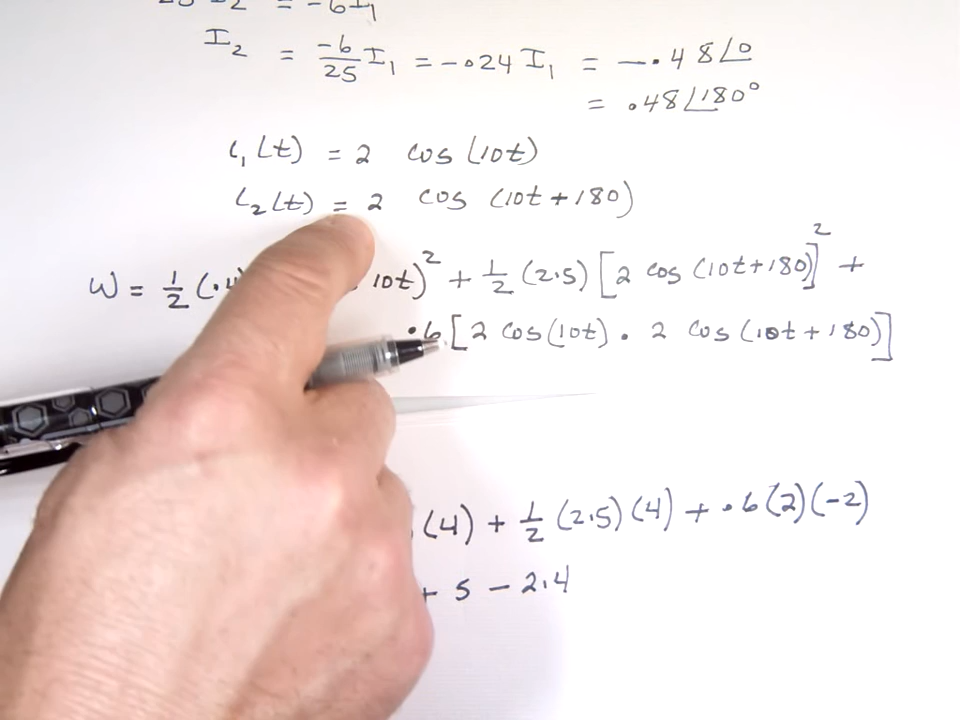 = -6I₁
I₂ = -6/25 I₁ = -.024 I₁ = -.48∠0
= .48∠180°
i₁(t) = 2 cos(10t)
i₂(t) = 2 cos(10t+180)
W = 1/2 (. 10t)² + 1/2 (2.5) [2 cos(10t+180)]² +
.6 [2 cos(10t) · 2 cos(10t+180)]
(4) + 1/2 (2.5)(4) + .6(2)(-2)
+ 5 - 2.4